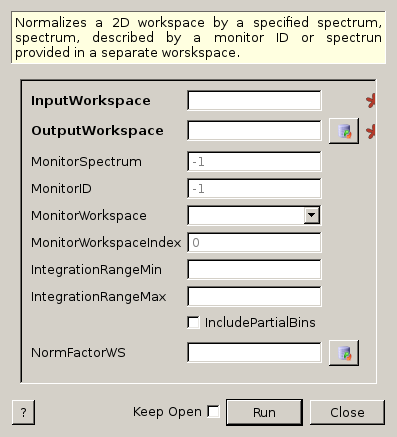 Normalizes a 2D workspace by a specified spectrum,
spectrum, described by a monitor ID or spectrun
provided in a separate worskspace.
InputWorkspace
OutputWorkspace
MonitorSpectrum -1
MonitorID -1
MonitorWorkspace
MonitorWorkspaceIndex 0
IntegrationRangeMin
IntegrationRangeMax
IncludePartialBins
NormFactorWS
? Keep Open Run Close